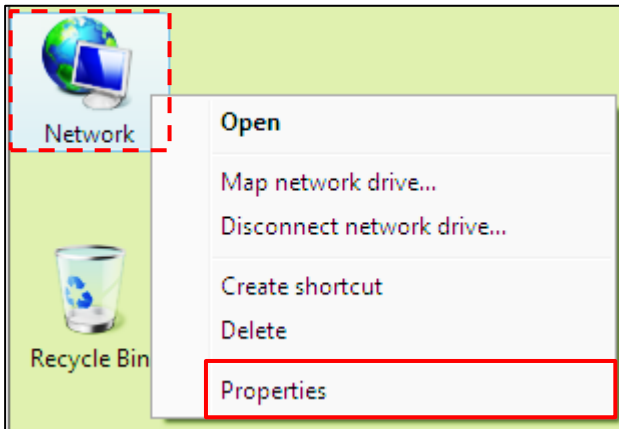 Network
Open
Map network drive...
Disconnect network drive...
Create shortcut
Delete
Recycle Bin
Properties